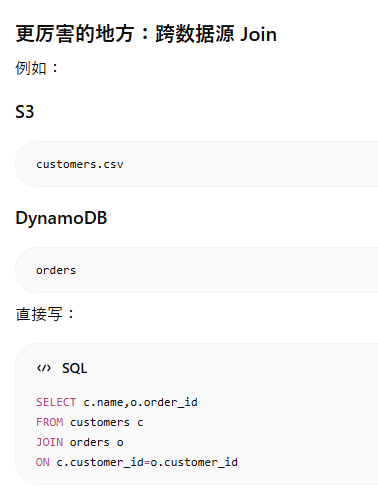 更厉害的地方：跨数据源 Join
例如：
S3
customers.csv
DynamoDB
orders
直接写：
SQL
SELECT c.name,o.order_id
FROM customers c
JOIN orders o
ON c.customer_id=o.customer_id